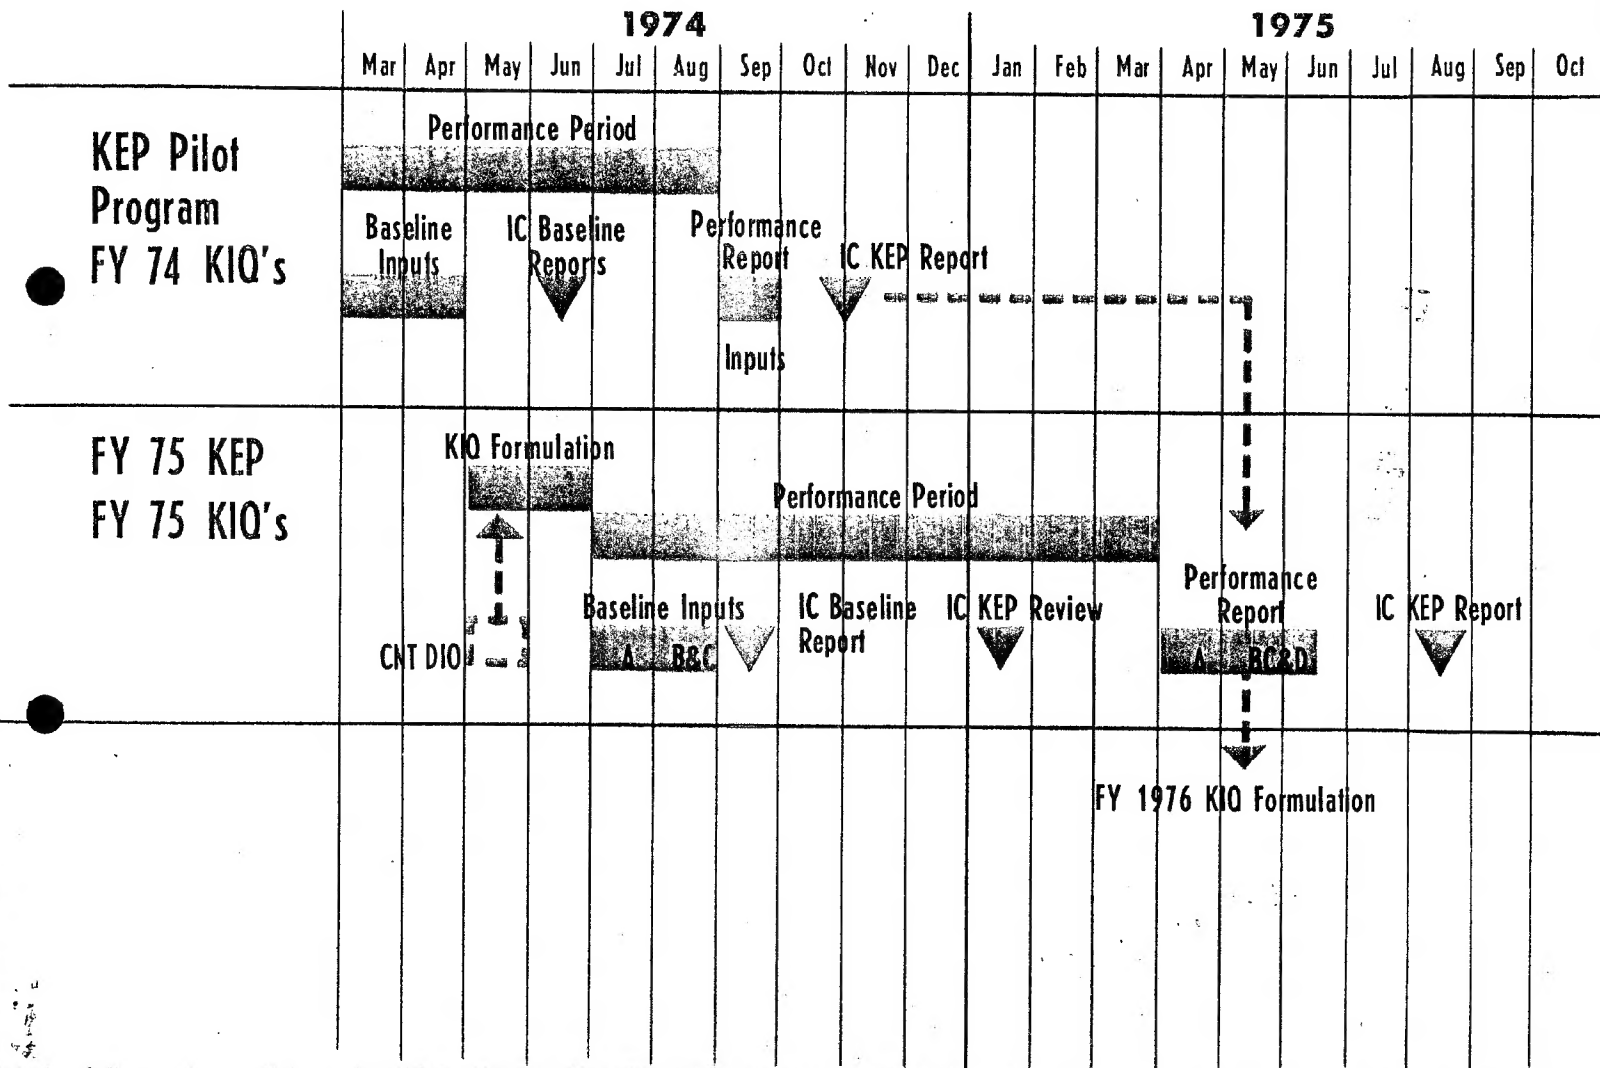 1974 1975
Mar Apr May Jun Jul Aug Sep Oct Nov Dec Jan Feb Mar Apr May Jun Jul Aug Sep Oct
KEP Pilot
Program
FY 74 KIQ's
Performance Period
Baseline
Inputs
IC Baseline
Reports
Performance
Report
Inputs
IC KEP Report
FY 75 KEP
FY 75 KIQ's
KIQ Formulation
Performance Period
CNT DIO
Baseline Inputs
A B&C
IC Baseline
Report
IC KEP Review
Performance
Report
A BC&D
IC KEP Report
FY 1976 KIQ Formulation